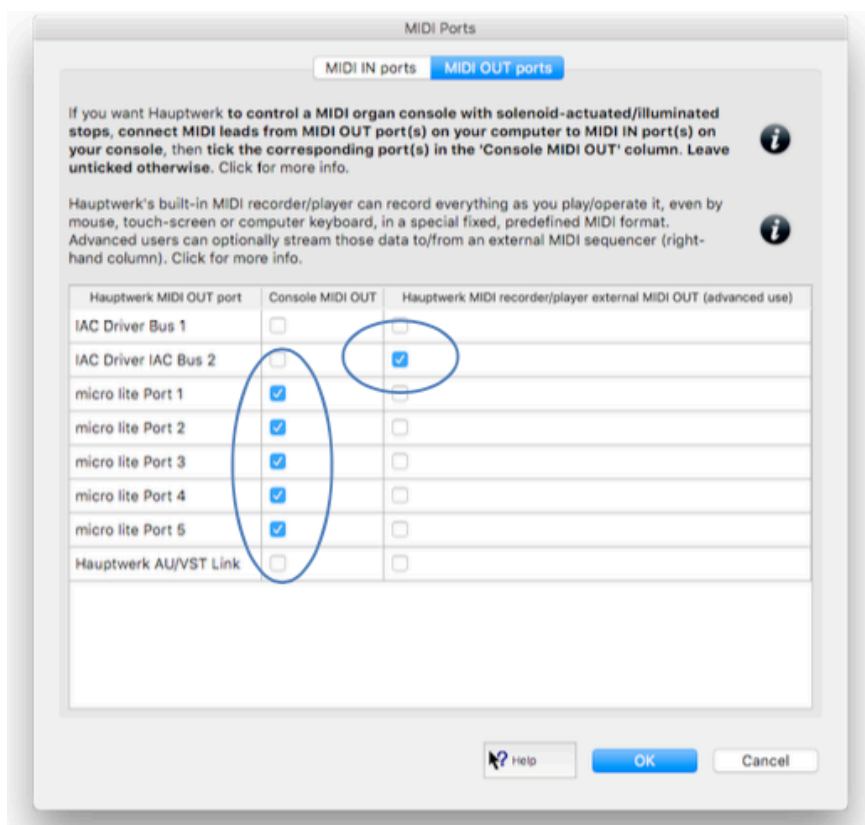 MIDI Ports
MIDI IN ports MIDI OUT ports
If you want Hauptwerk to control a MIDI organ console with solenoid-actuated/illuminated
stops, connect MIDI leads from MIDI OUT port(s) on your computer to MIDI IN port(s) on
your console, then tick the corresponding port(s) in the 'Console MIDI OUT' column. Leave
unticked otherwise. Click for more info.
Hauptwerk's built-in MIDI recorder/player can record everything as you play/operate it, even by
mouse, touch-screen or computer keyboard, in a special fixed, predefined MIDI format.
Advanced users can optionally stream those data to/from an external MIDI sequencer (right-
hand column). Click for more info.
Hauptwerk MIDI OUT port Console MIDI OUT Hauptwerk MIDI recorder/player external MIDI OUT (advanced use)
IAC Driver Bus 1
IAC Driver IAC Bus 2
micro lite Port 1
micro lite Port 2
micro lite Port 3
micro lite Port 4
micro lite Port 5
Hauptwerk AU/VST Link
Help OK Cancel